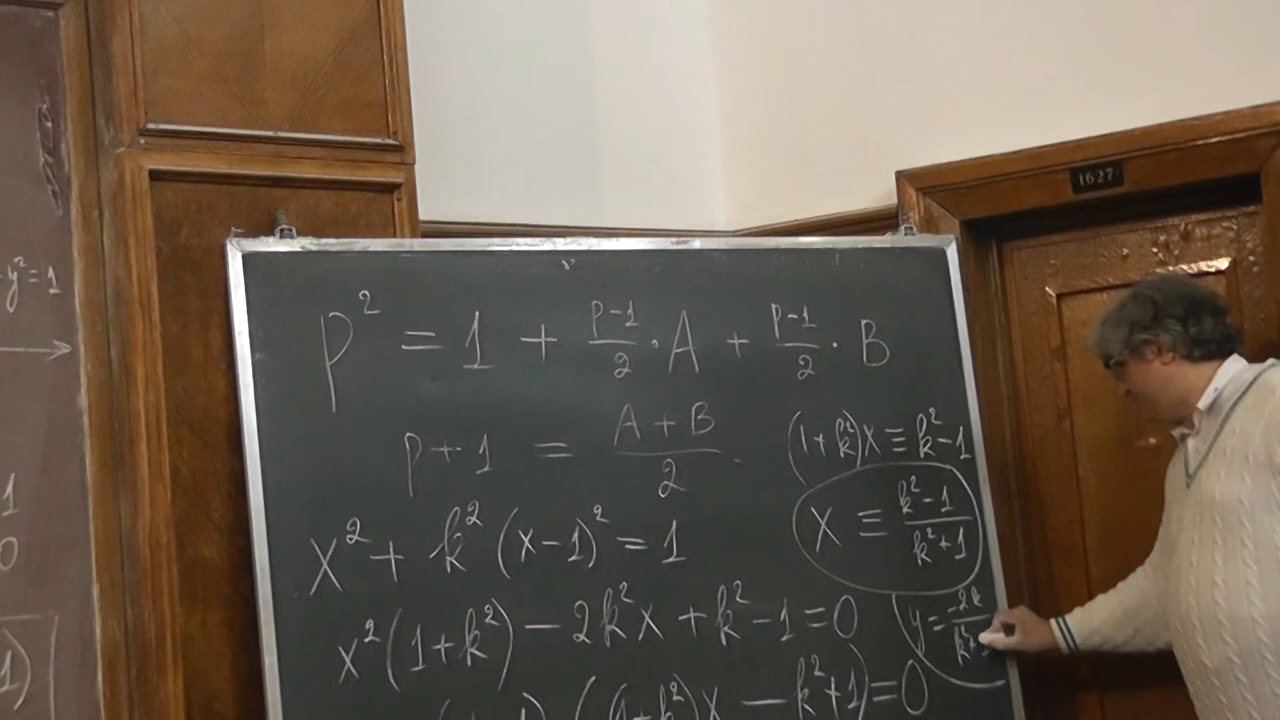 1627
y² = 1
p² = 1 + (p-1)/2 · A + (p-1)/2 · B
p + 1 = (A + B)/2
(1+k²)x ≡ k²-1
x² + k²(x-1)² = 1
x ≡ (k²-1)/(k²+1)
x²(1+k²) - 2k²x + k²-1 = 0
y = -2k/k²+
((1+k²)x - k²+1) = 0
1
0
1)